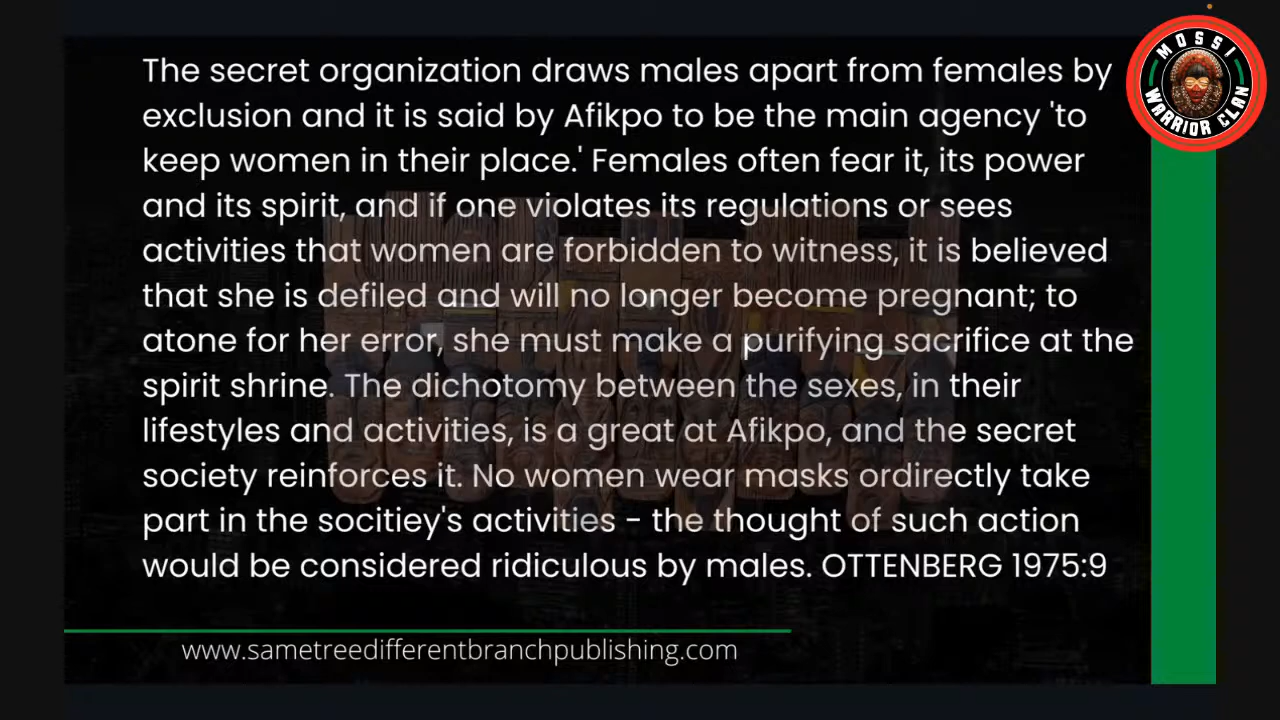 The secret organization draws males apart from females by
exclusion and it is said by Afikpo to be the main agency 'to
keep women in their place.' Females often fear it, its power
and its spirit, and if one violates its regulations or sees
activities that women are forbidden to witness, it is believed
that she is defiled and will no longer become pregnant; to
atone for her error, she must make a purifying sacrifice at the
spirit shrine. The dichotomy between the sexes, in their
lifestyles and activities, is a great at Afikpo, and the secret
society reinforces it. No women wear masks ordirectly take
part in the socitiey's activities - the thought of such action
would be considered ridiculous by males. OTTENBERG 1975:9
www.sametreedifferentbranchpublishing.com
MOSSI
WARRIOR CLAN